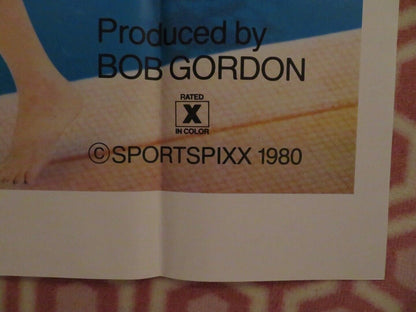 Produced by
BOB GORDON
RATED
X
IN COLOR
©SPORTSPIXX 1980